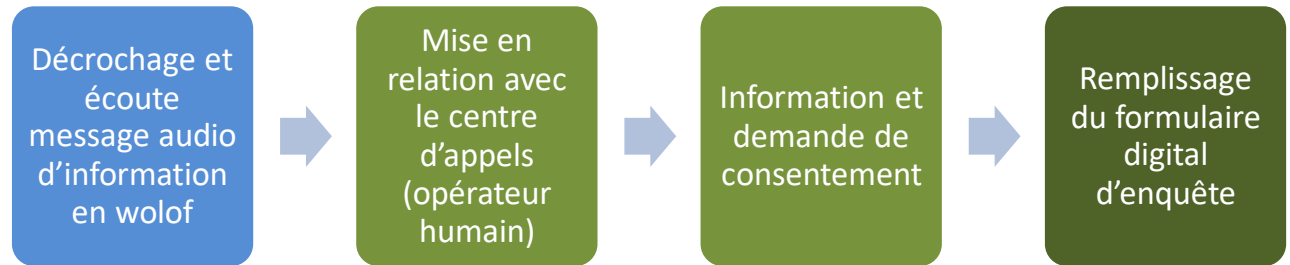 Décrochage et
écoute
message audio
d’information
en wolof
Mise en
relation avec
le centre
d’appels
(opérateur
humain)
Information et
demande de
consentement
Remplissage
du formulaire
digital
d’enquête